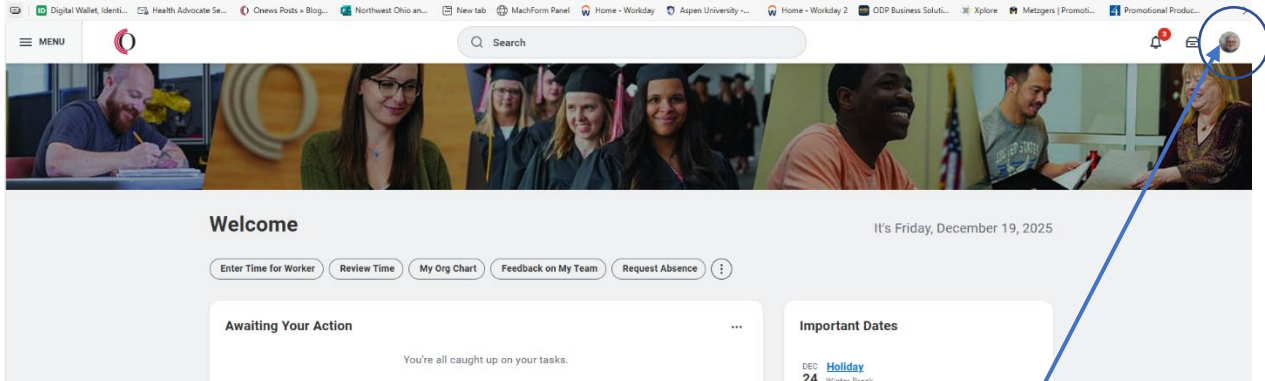 ID Digital Wallet, Identi... Health Advocate Se... Onews Posts » Blog... Northwest Ohio an... New tab MachForm Panel Home - Workday Aspen University -... Home - Workday 2 ODP Business Soluti... Xplore Metzgers | Promoti... Promotional Produc...
MENU Search 3
Welcome It's Friday, December 19, 2025
Enter Time for Worker Review Time My Org Chart Feedback on My Team Request Absence
Awaiting Your Action Important Dates
You're all caught up on your tasks.
DEC Holiday
24 Winter Break